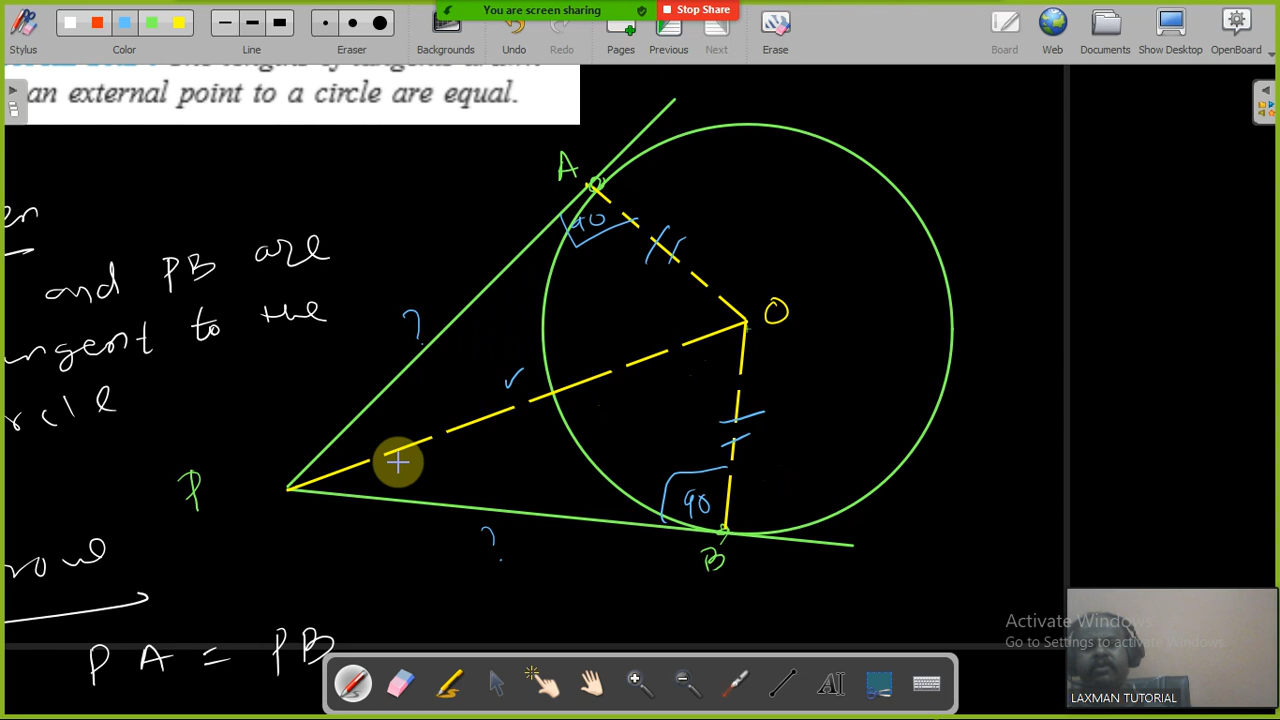 You are screen sharing
Stop Share
Stylus
Color
Line
Eraser
Backgrounds
Undo
Redo
Pages
Previous
Next
Erase
Board
Web
Documents
Show Desktop
OpenBoard
an external point to a circle are equal.
and PB are
tangent to the
PA = PB
A
90
O
?
?
P
90
B
Activate Windows
Go to Settings to activate Windows.
LAXMAN TUTORIAL